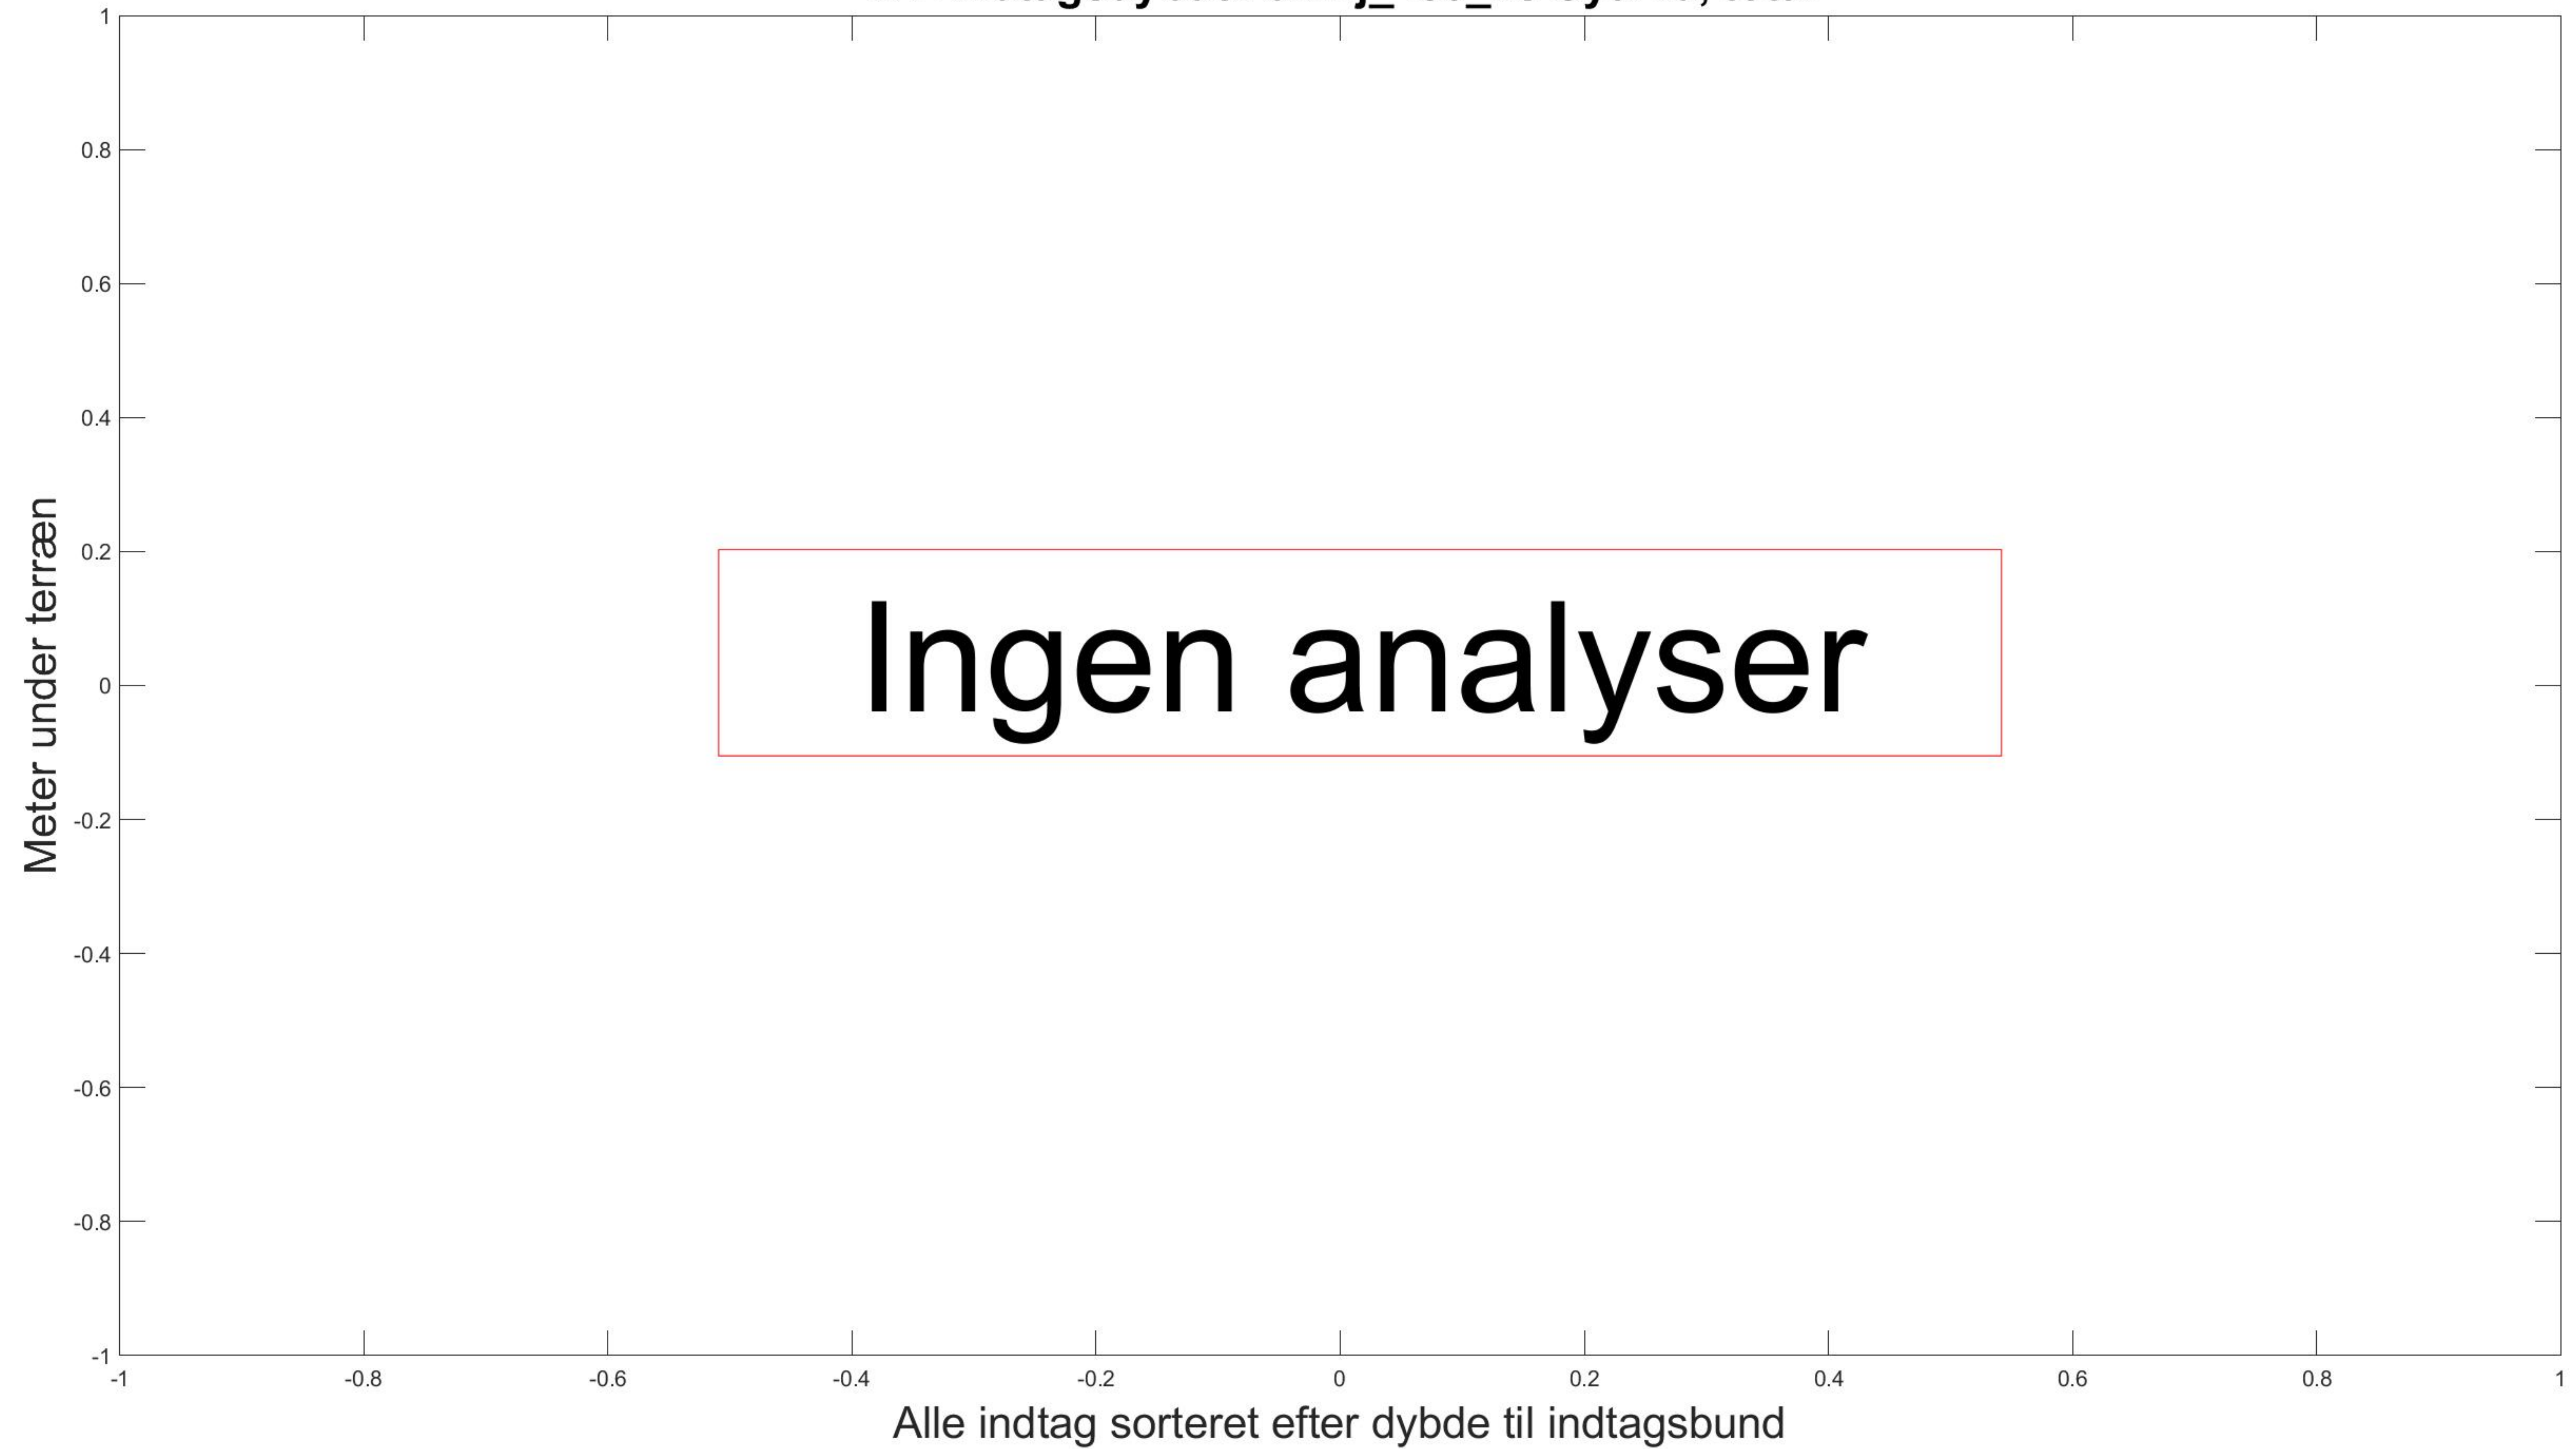 1
0.8
0.6
0.4
0.2
0
-0.2
-0.4
-0.6
-0.8
-1
Meter under terræn
Ingen analyser
-1 -0.8 -0.6 -0.4 -0.2 0 0.2 0.4 0.6 0.8 1
Alle indtag sorteret efter dybde til indtagsbund